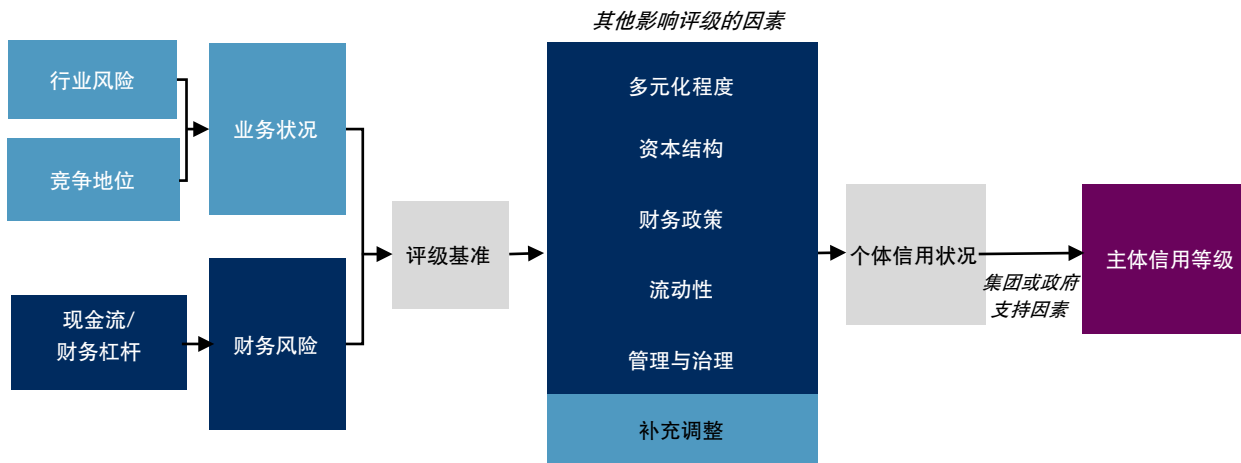 其他影响评级的因素
行业风险
竞争地位
业务状况
现金流/
财务杠杆
财务风险
评级基准
多元化程度
资本结构
财务政策
流动性
管理与治理
补充调整
个体信用状况
集团或政府
支持因素
主体信用等级